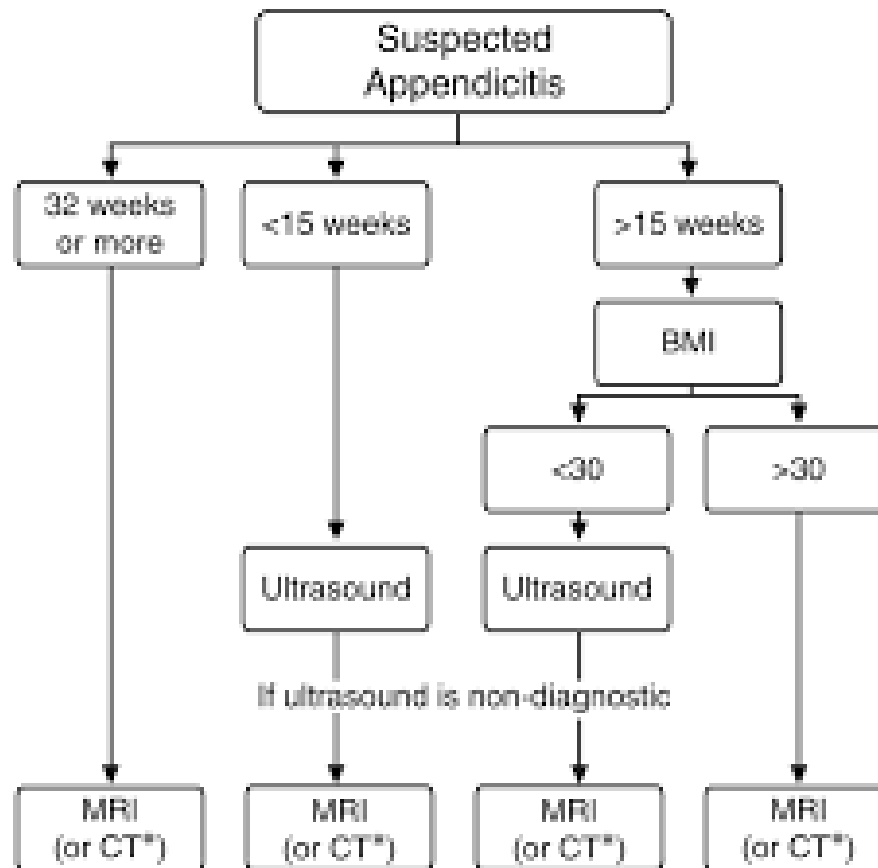 Suspected
Appendicitis
32 weeks
or more
<15 weeks
>15 weeks
BMI
<30
>30
Ultrasound
Ultrasound
If ultrasound is non-diagnostic
MRI
(or CT*)
MRI
(or CT*)
MRI
(or CT*)
MRI
(or CT*)